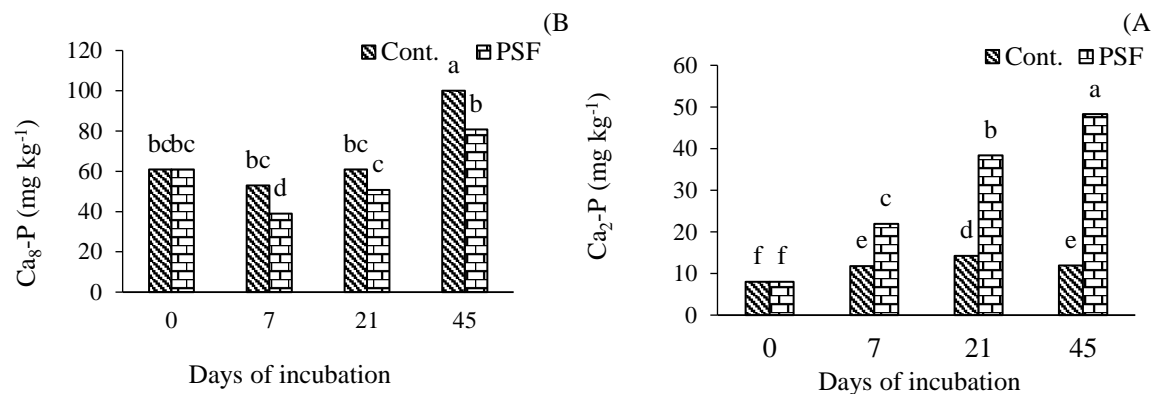 (B
Cont. PSF
Ca₈-P (mg kg⁻¹)
120
100
80
60
40
20
0
bc bc
bc d
bc c
a b
0 7 21 45
Days of incubation
(A
Cont. PSF
Ca₂-P (mg kg⁻¹)
60
50
40
30
20
10
0
f f
e c
d b
e a
0 7 21 45
Days of incubation